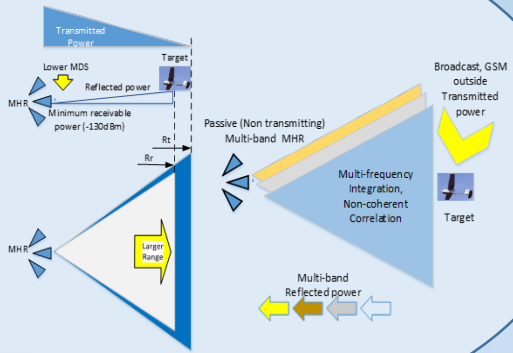 Transmitted
Power
Target
Lower MDS
Reflected power
MHR
Minimum receivable
power (-130dBm)
Rt
Rr
MHR
Larger
Range
Broadcast, GSM
outside
Transmitted
power
Passive (Non transmitting)
Multi-band MHR
Multi-frequency
Integration,
Non-coherent
Correlation
Target
Multi-band
Reflected power